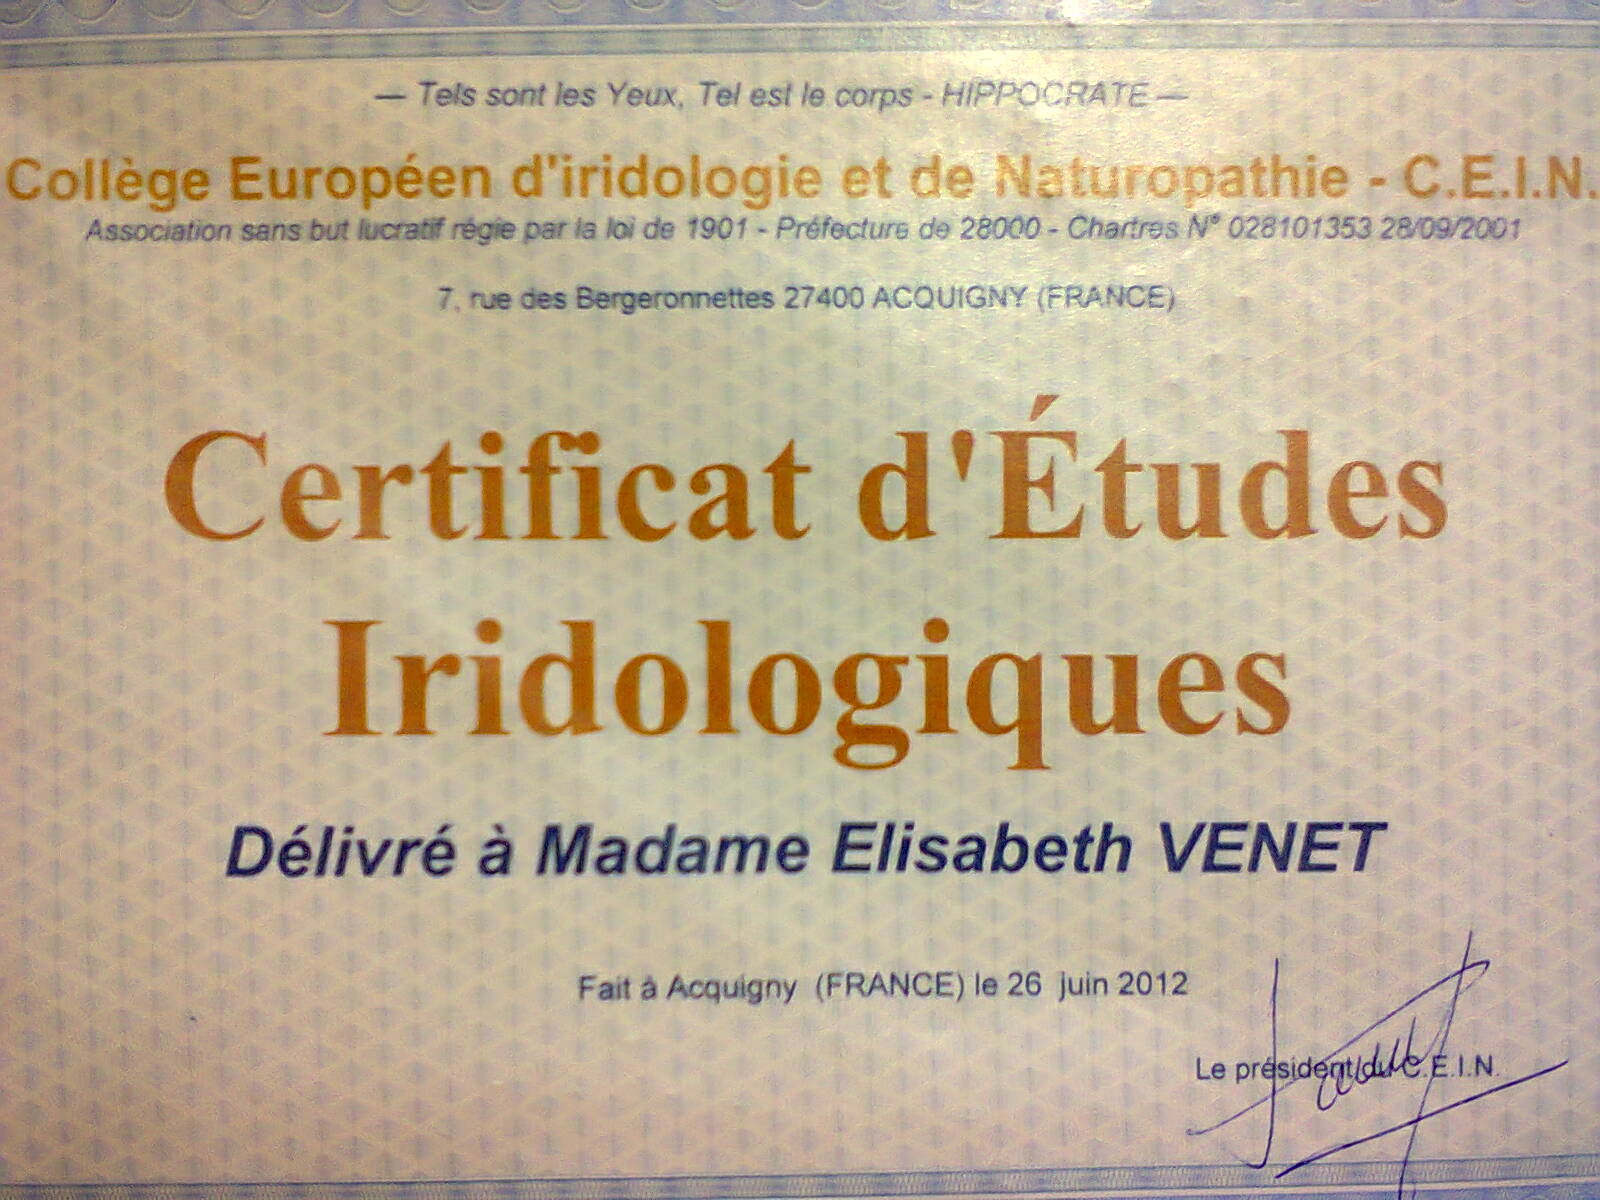 — Tels sont les Yeux, Tel est le corps - HIPPOCRATE —
Collège Européen d'iridologie et de Naturopathie - C.E.I.N.
Association sans but lucratif régie par la loi de 1901 - Préfecture de 28000 - Chartres N° 028101353 28/09/2001
7, rue des Bergeronnettes 27400 ACQUIGNY (FRANCE)
Certificat d'Études
Iridologiques
Délivré à Madame Elisabeth VENET
Fait à Acquigny (FRANCE) le 26 juin 2012
Le président du C.E.I.N.